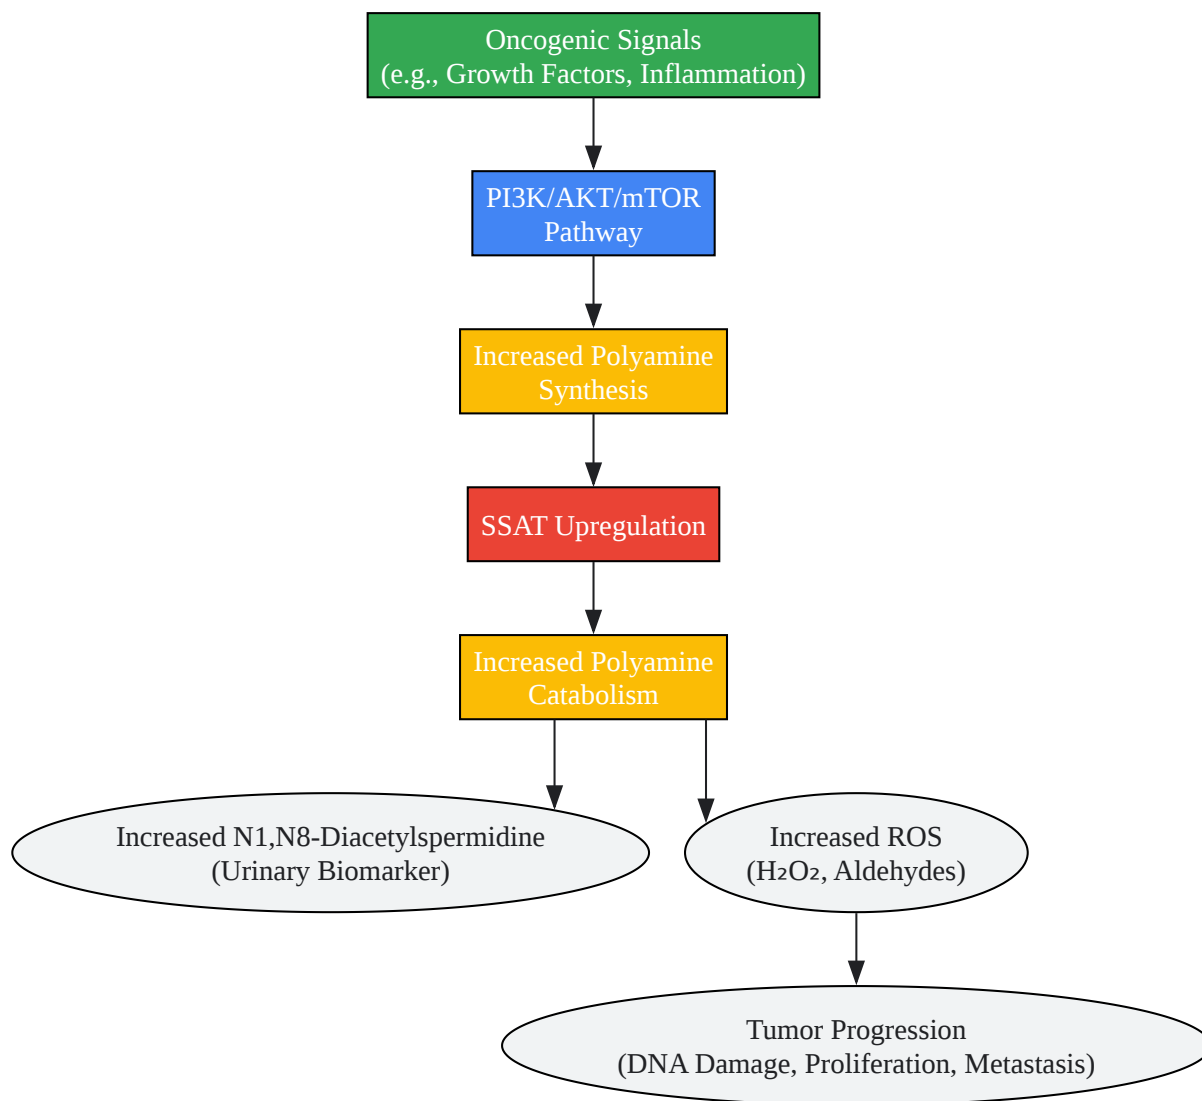 Oncogenic Signals
(e.g., Growth Factors, Inflammation)
PI3K/AKT/mTOR
Pathway
Increased Polyamine
Synthesis
SSAT Upregulation
Increased Polyamine
Catabolism
Increased N1,N8-Diacetylspermidine
(Urinary Biomarker)
Increased ROS
(H₂O₂, Aldehydes)
Tumor Progression
(DNA Damage, Proliferation, Metastasis)